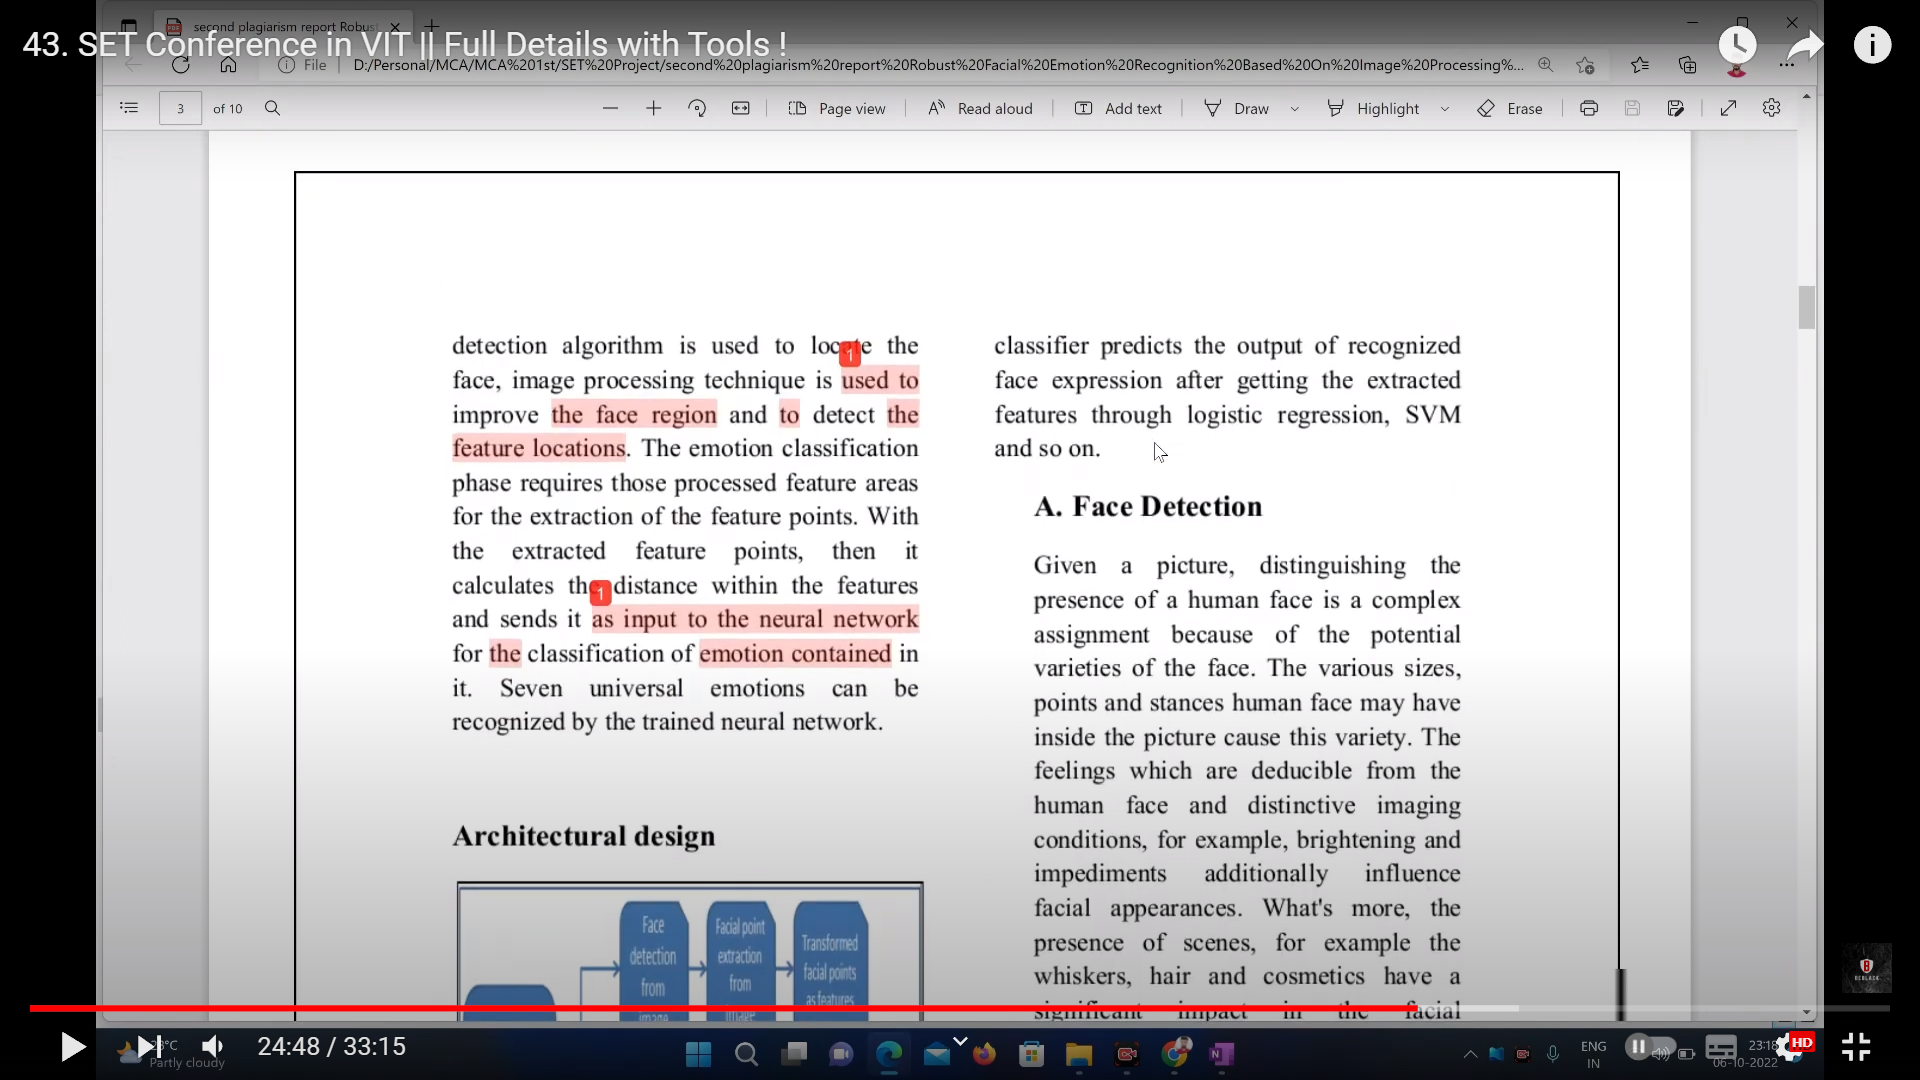 second plagiarism report Robus
43. SET Conference in VIT || Full Details with Tools !
File
D:/Personal/MCA/MCA%201st/SET%20Project/second%20plagiarism%20report%20Robust%20Facial%20Emotion%20Recognition%20Based%20On%20Image%20Processing%...
3 of 10
Page view
Read aloud
Add text
Draw
Highlight
Erase
detection algorithm is used to locate the
1
face, image processing technique is used to
improve the face region and to detect the
feature locations. The emotion classification
phase requires those processed feature areas
for the extraction of the feature points. With
the extracted feature points, then it
calculates the distance within the features
1
and sends it as input to the neural network
for the classification of emotion contained in
it. Seven universal emotions can be
recognized by the trained neural network.
Architectural design
Face
detection
from
image
Facial point
extraction
from
image
Transformed
facial points
as features
classifier predicts the output of recognized
face expression after getting the extracted
features through logistic regression, SVM
and so on.
A. Face Detection
Given a picture, distinguishing the
presence of a human face is a complex
assignment because of the potential
varieties of the face. The various sizes,
points and stances human face may have
inside the picture cause this variety. The
feelings which are deducible from the
human face and distinctive imaging
conditions, for example, brightening and
impediments additionally influence
facial appearances. What's more, the
presence of scenes, for example the
whiskers, hair and cosmetics have a
significant impact in the facial
24:48 / 33:15
Partly cloudy
ENG
IN
23:18
06-10-2022
HD